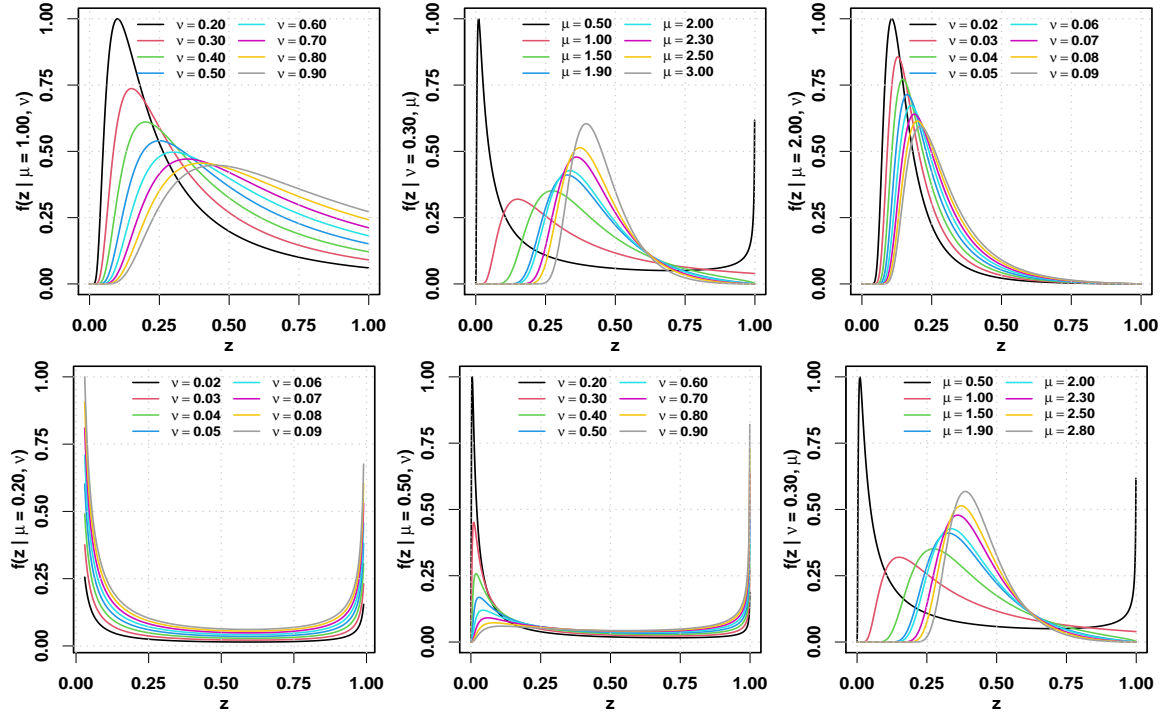 f(z | μ = 1.00, ν)
0.00 0.25 0.50 0.75 1.00
ν = 0.20 ν = 0.60
ν = 0.30 ν = 0.70
ν = 0.40 ν = 0.80
ν = 0.50 ν = 0.90
0.00 0.25 0.50 0.75 1.00
z
f(z | ν = 0.30, μ)
0.00 0.25 0.50 0.75 1.00
μ = 0.50 μ = 2.00
μ = 1.00 μ = 2.30
μ = 1.50 μ = 2.50
μ = 1.90 μ = 3.00
0.00 0.25 0.50 0.75 1.00
z
f(z | μ = 2.00, ν)
0.00 0.25 0.50 0.75 1.00
ν = 0.02 ν = 0.06
ν = 0.03 ν = 0.07
ν = 0.04 ν = 0.08
ν = 0.05 ν = 0.09
0.00 0.25 0.50 0.75 1.00
z
f(z | μ = 0.20, ν)
0.00 0.25 0.50 0.75 1.00
ν = 0.02 ν = 0.06
ν = 0.03 ν = 0.07
ν = 0.04 ν = 0.08
ν = 0.05 ν = 0.09
0.00 0.25 0.50 0.75 1.00
z
f(z | μ = 0.50, ν)
0.00 0.25 0.50 0.75 1.00
ν = 0.20 ν = 0.60
ν = 0.30 ν = 0.70
ν = 0.40 ν = 0.80
ν = 0.50 ν = 0.90
0.00 0.25 0.50 0.75 1.00
z
f(z | ν = 0.30, μ)
0.00 0.25 0.50 0.75 1.00
μ = 0.50 μ = 2.00
μ = 1.00 μ = 2.30
μ = 1.50 μ = 2.50
μ = 1.90 μ = 2.80
0.00 0.25 0.50 0.75 1.00
z